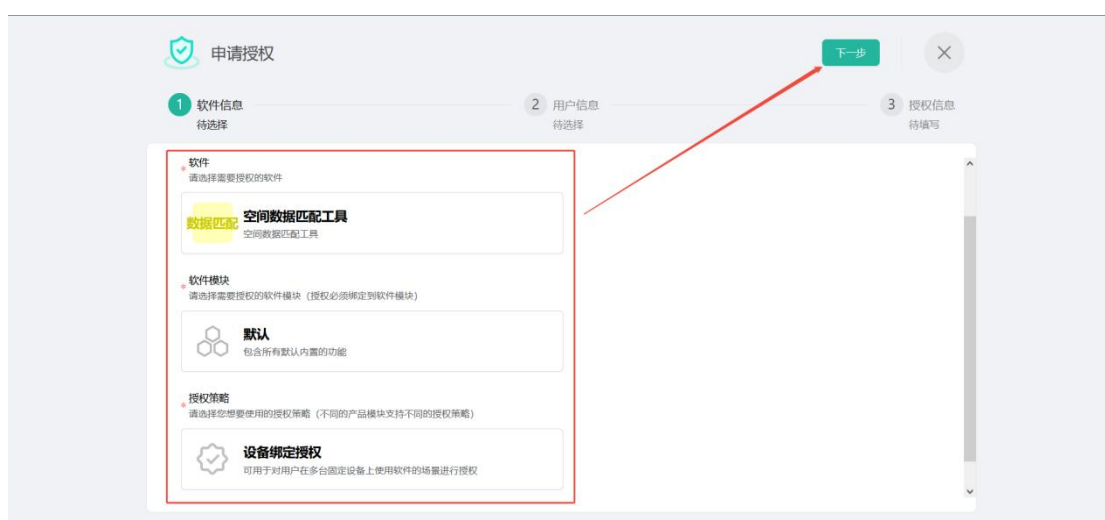 申请授权
下一步
1 软件信息
待选择
2 用户信息
待选择
3 授权信息
待填写
* 软件
请选择需要授权的软件
数据匹配
空间数据匹配工具
空间数据匹配工具
* 软件模块
请选择需要授权的软件模块（授权必须绑定到软件模块）
默认
包含所有默认内置的功能
* 授权策略
请选择您想要使用的授权策略（不同的产品模块支持不同的授权策略）
设备绑定授权
可用于对用户在多台固定设备上使用软件的场景进行授权